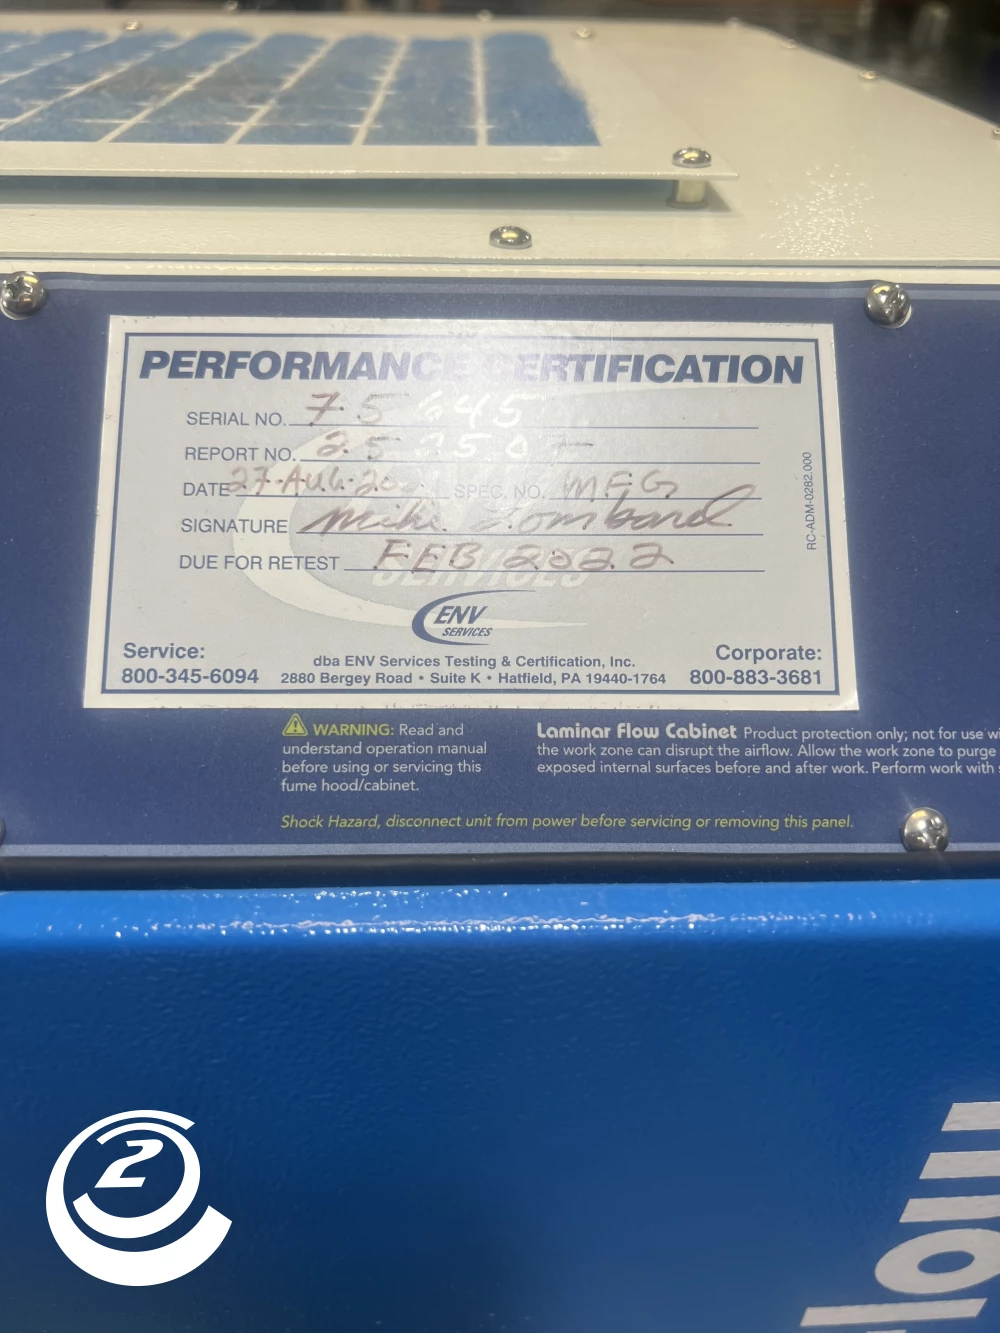 PERFORMANCE CERTIFICATION
SERIAL NO. 75645
REPORT NO. 252507
DATE 27-AUG-20 SPEC. NO. MFG
SIGNATURE Mike Lombard
DUE FOR RETEST FEB 2022
SERVICES
ENV
SERVICES
RC-ADM-0282.000
Service:
800-345-6094
dba ENV Services Testing & Certification, Inc.
2880 Bergey Road • Suite K • Hatfield, PA 19440-1764
Corporate:
800-883-3681
WARNING: Read and
understand operation manual
before using or servicing this
fume hood/cabinet.
Laminar Flow Cabinet Product protection only; not for use
the work zone can disrupt the airflow. Allow the work zone to purge
exposed internal surfaces before and after work. Perform work with
Shock Hazard, disconnect unit from power before servicing or removing this panel.
2